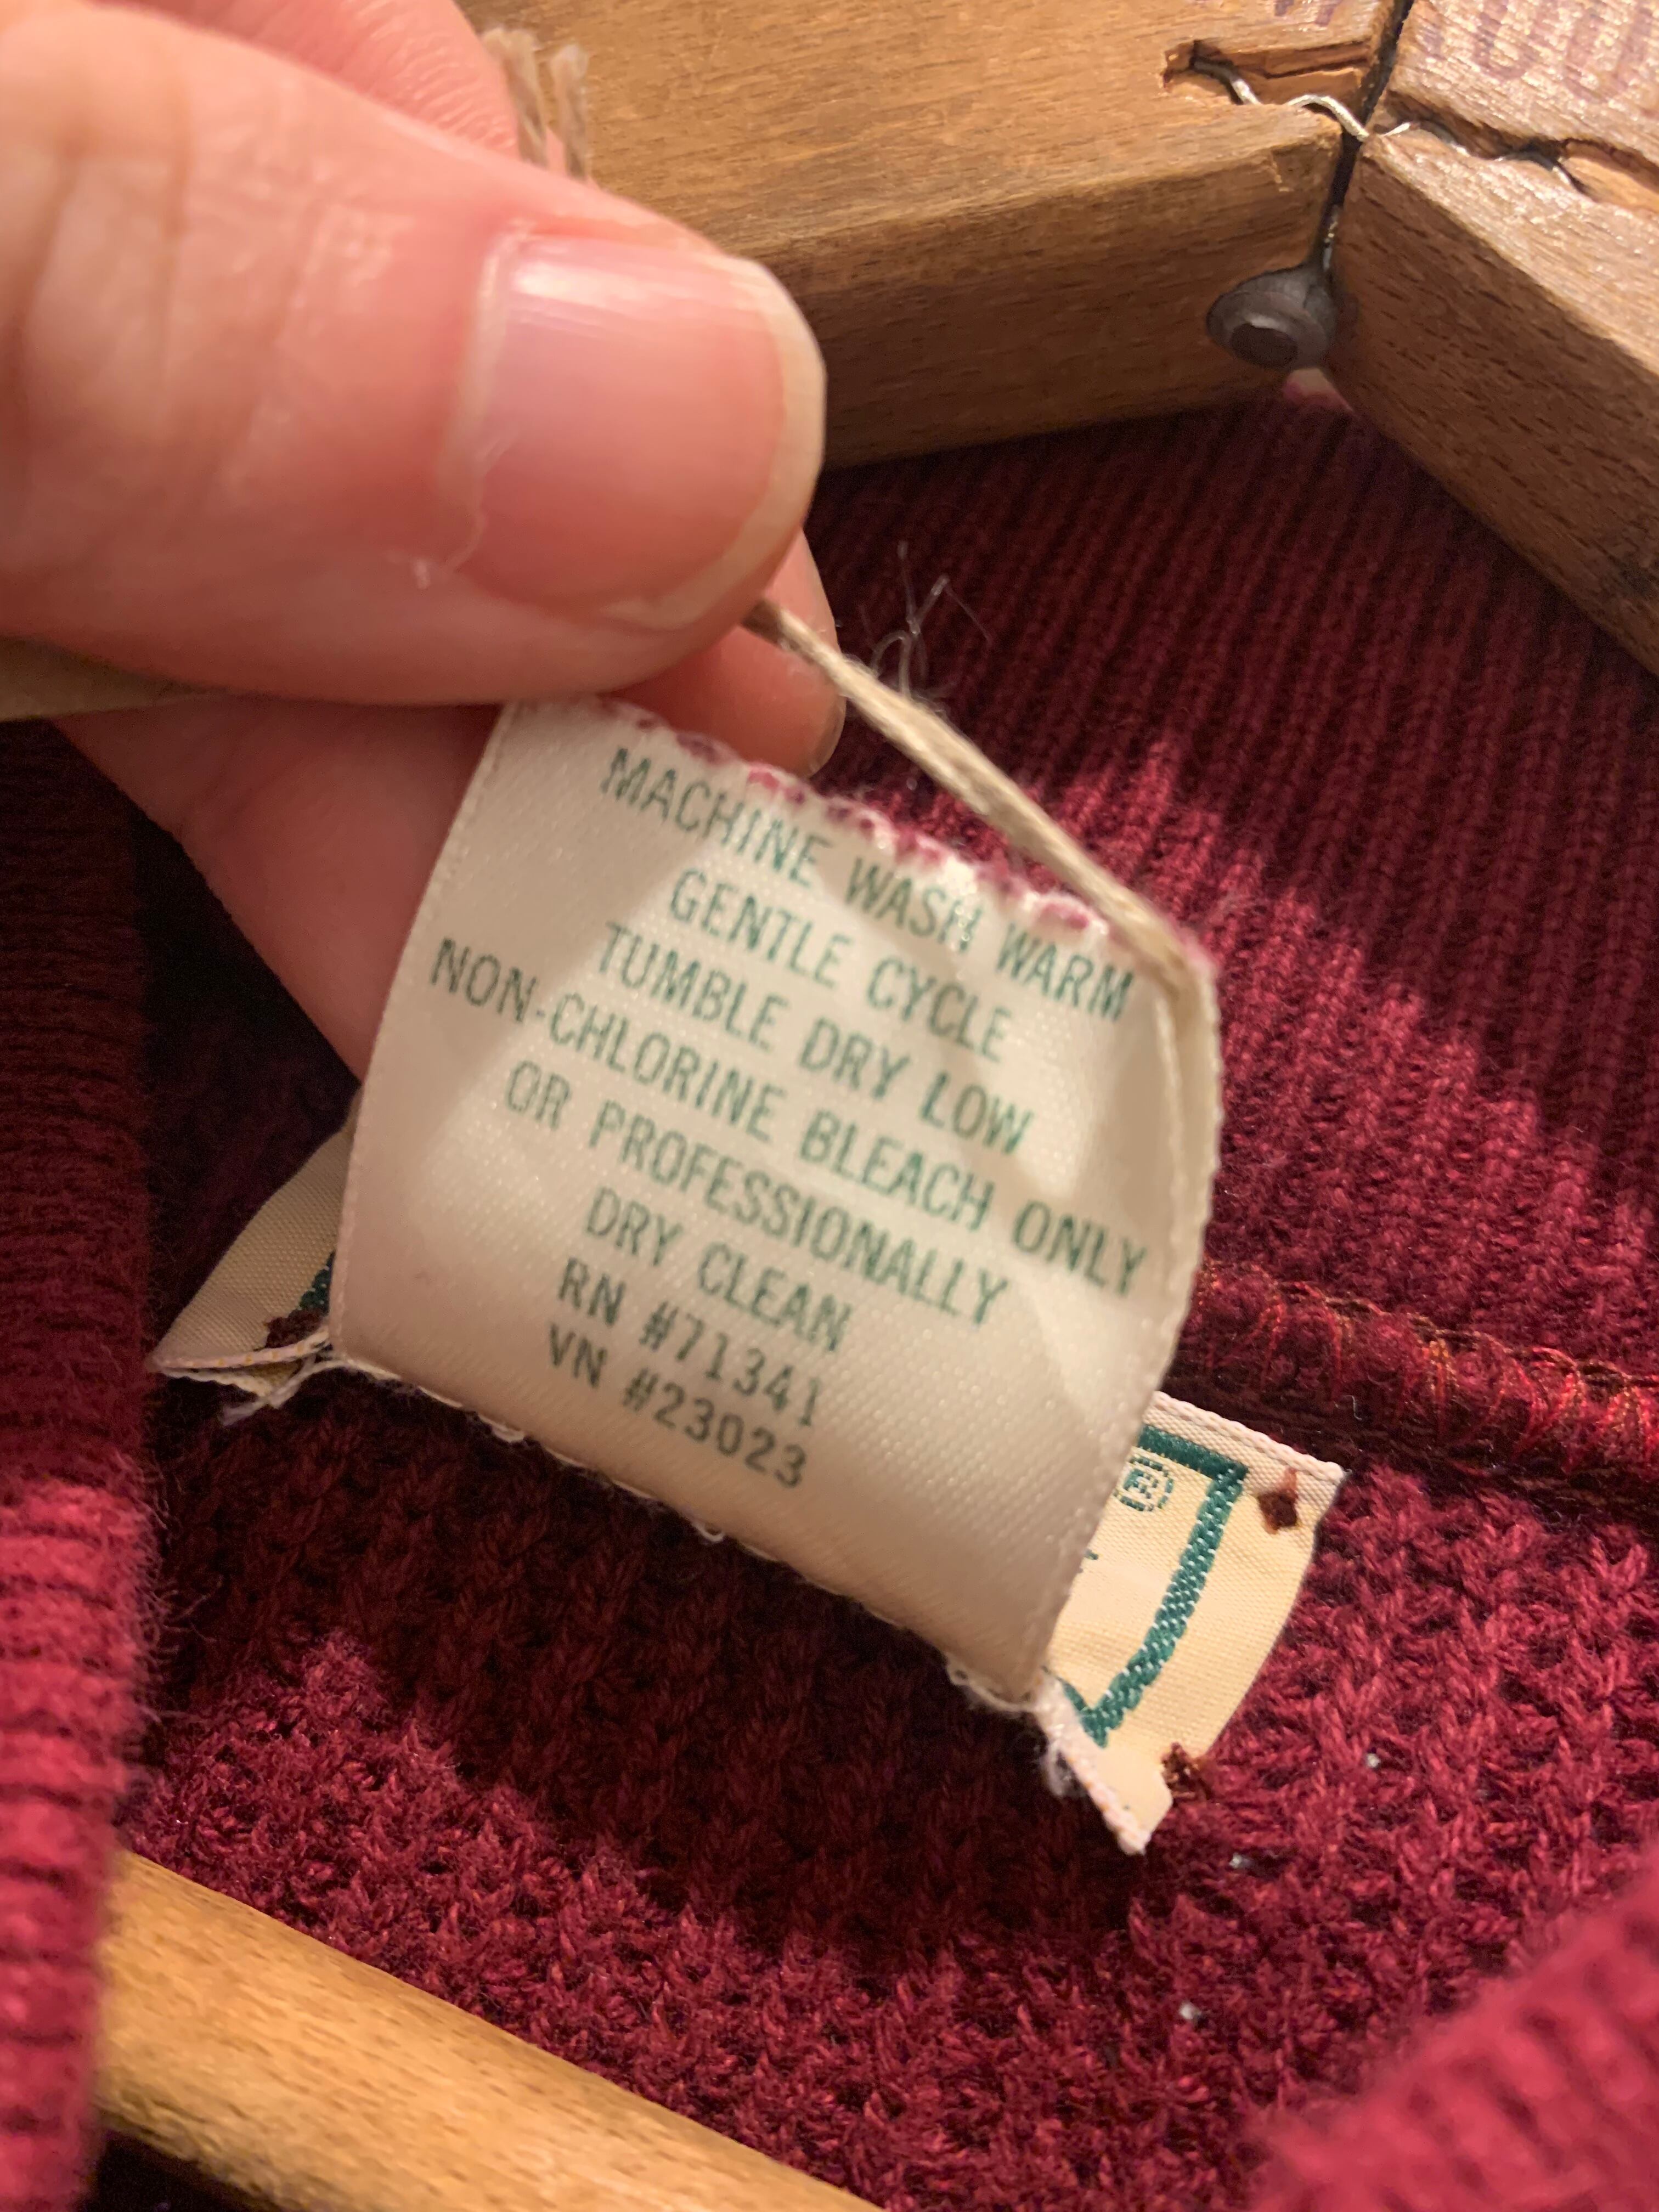 MACHINE WASH WARM
GENTLE CYCLE
TUMBLE DRY LOW
NON-CHLORINE BLEACH ONLY
OR PROFESSIONALLY
DRY CLEAN
RN #71341
VN #23023
®